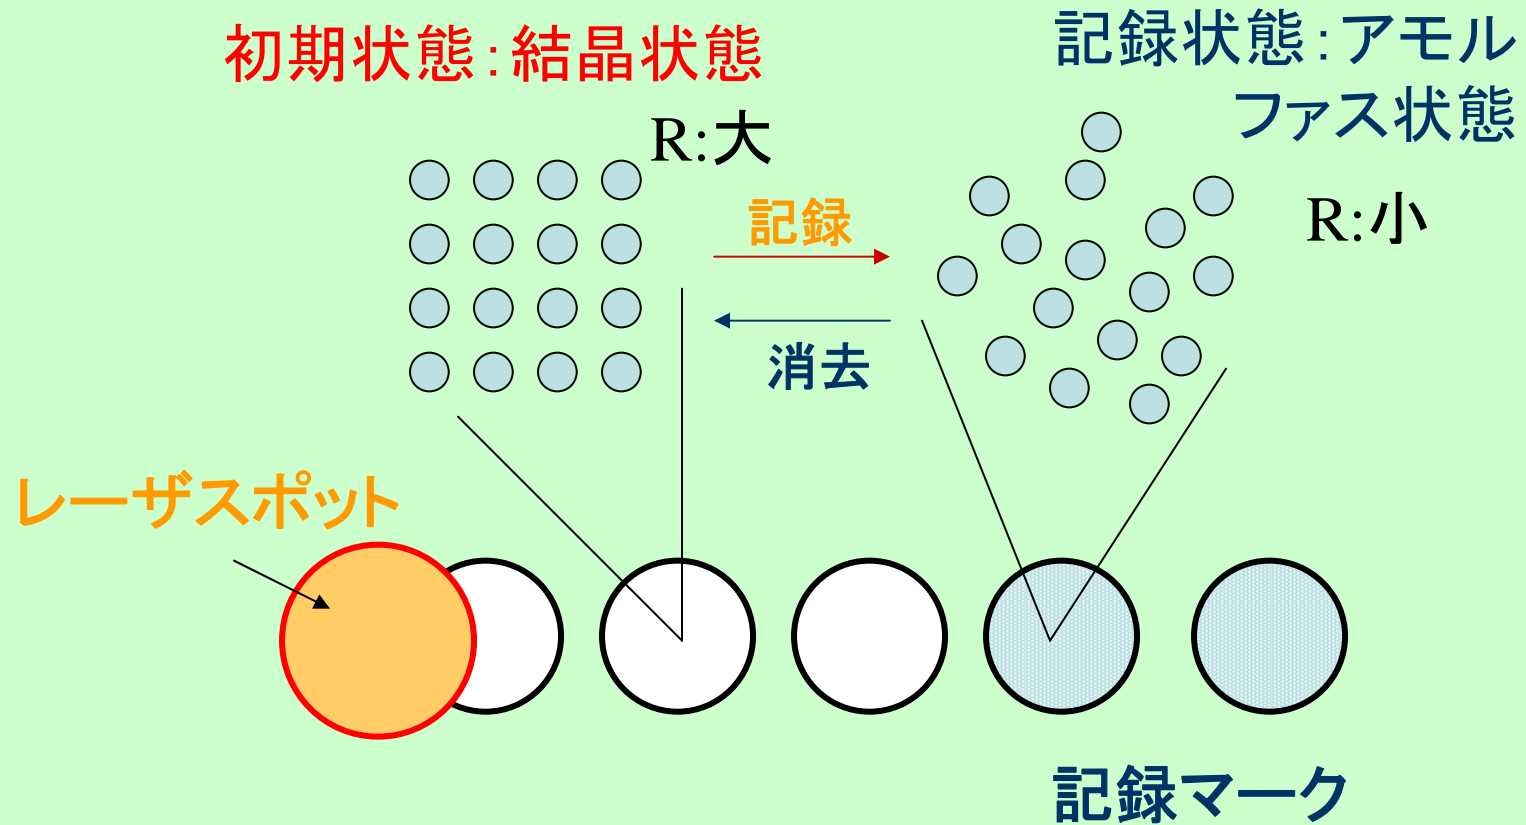 初期状態:結晶状態
記録状態:アモル
ファス状態
R:大
R:小
記録
消去
レーザスポット
記録マーク